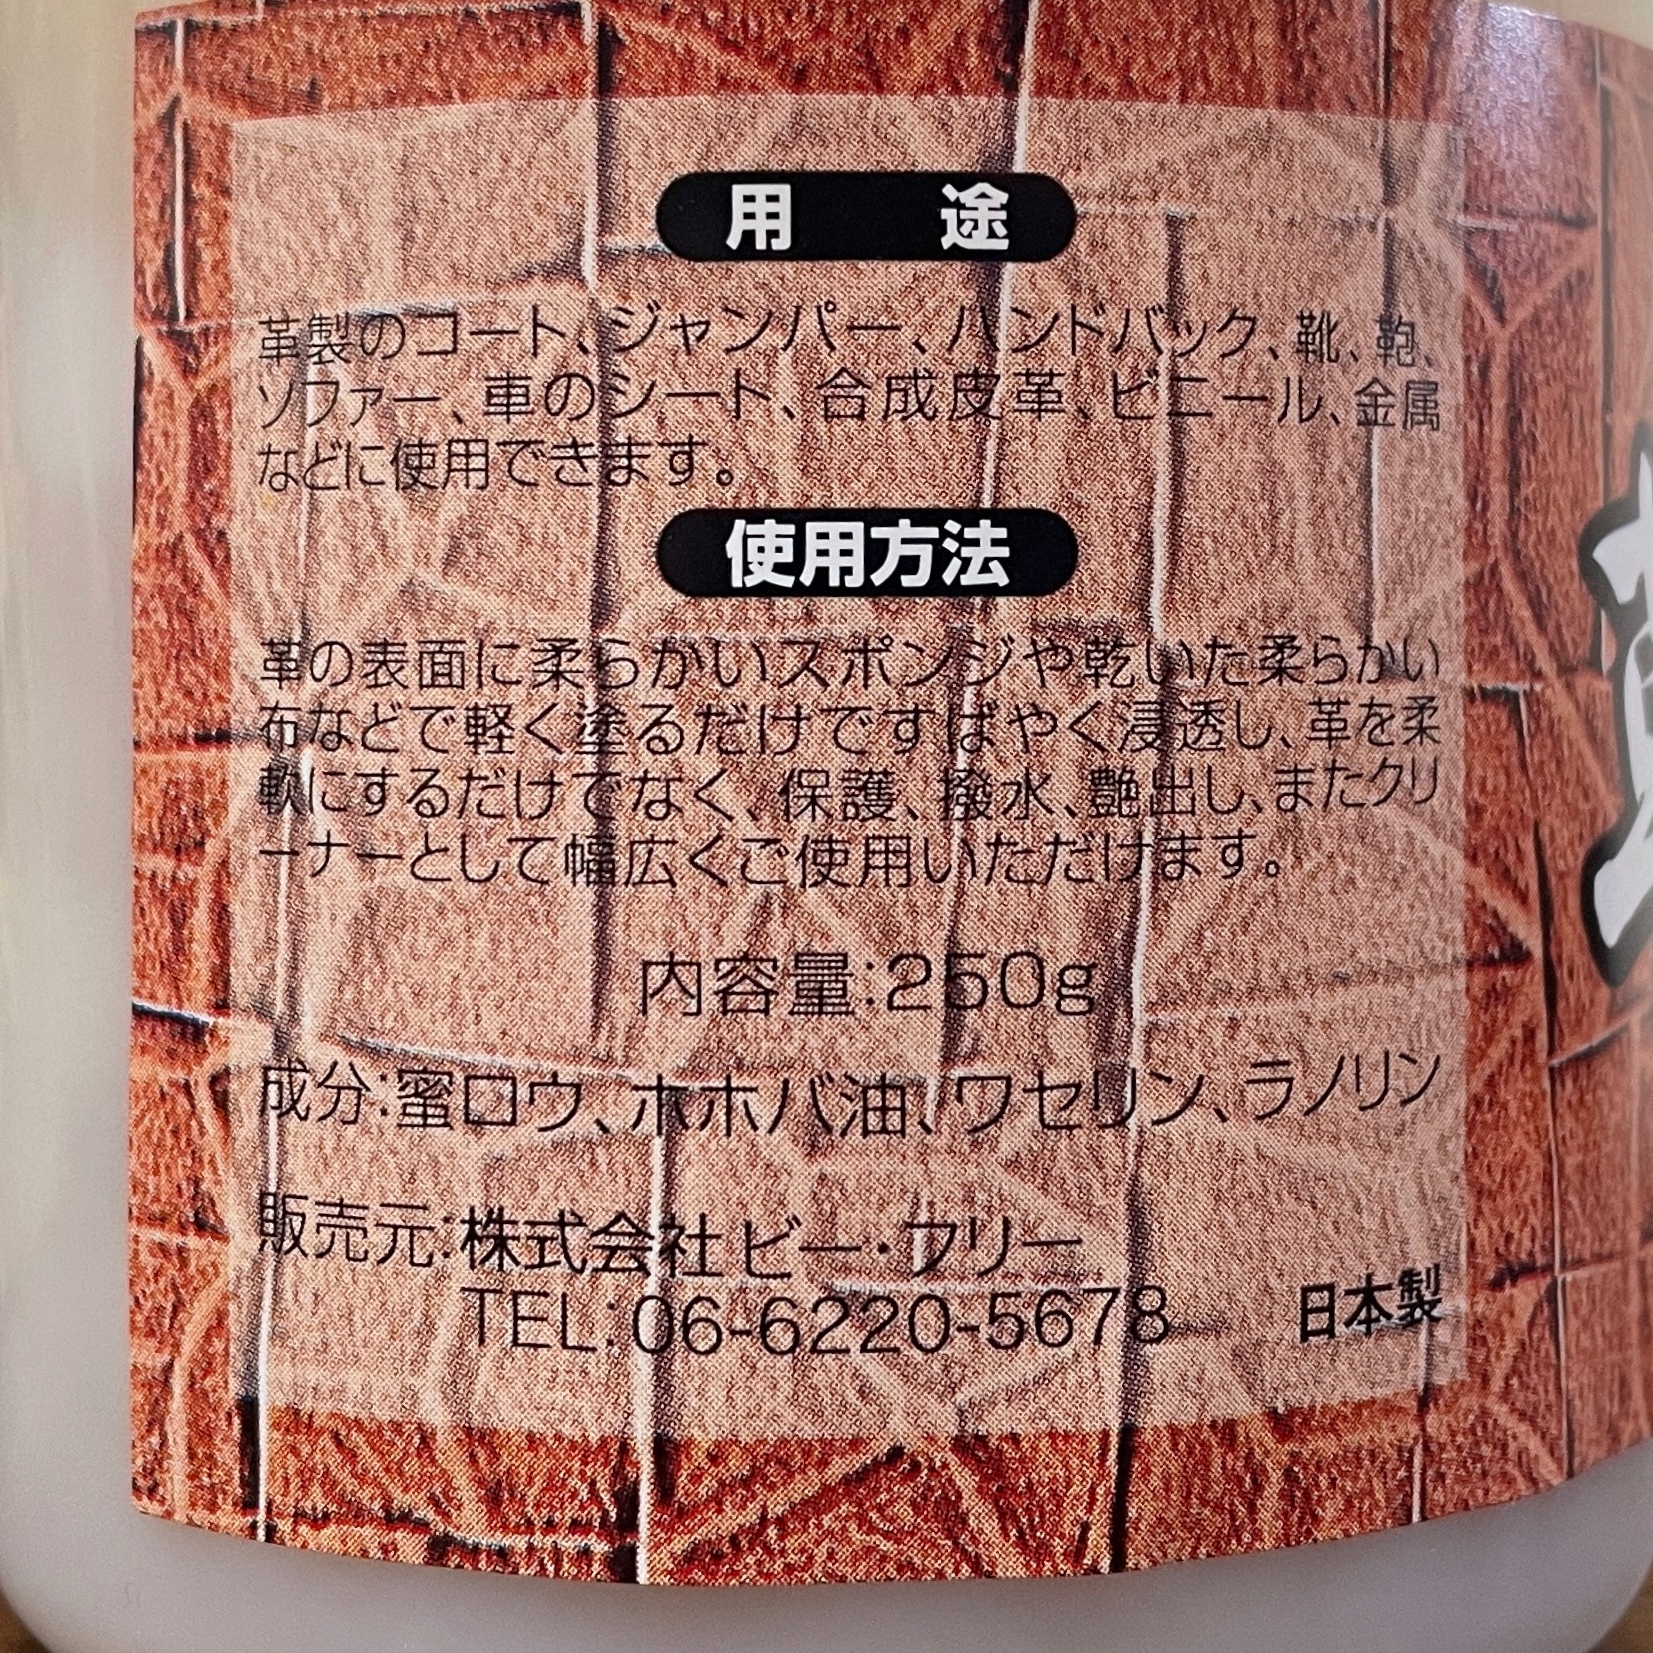 用途
革製のコート、ジャンパー、ハンドバック、靴、鞄、
ソファー、車のシート、合成皮革、ビニール、金属
などに使用できます。
使用方法
革の表面に柔らかいスポンジや乾いた柔らかい
布などで軽く塗るだけですばやく浸透し、革を柔
軟にするだけでなく、保護、撥水、艶出し、またクリ
ーナーとして幅広くご使用いただけます。
内容量:250g
成分:蜜ロウ、ホホバ油、ワセリン、ラノリン
販売元:株式会社ビー・フリー
TEL:06-6220-5678 日本製